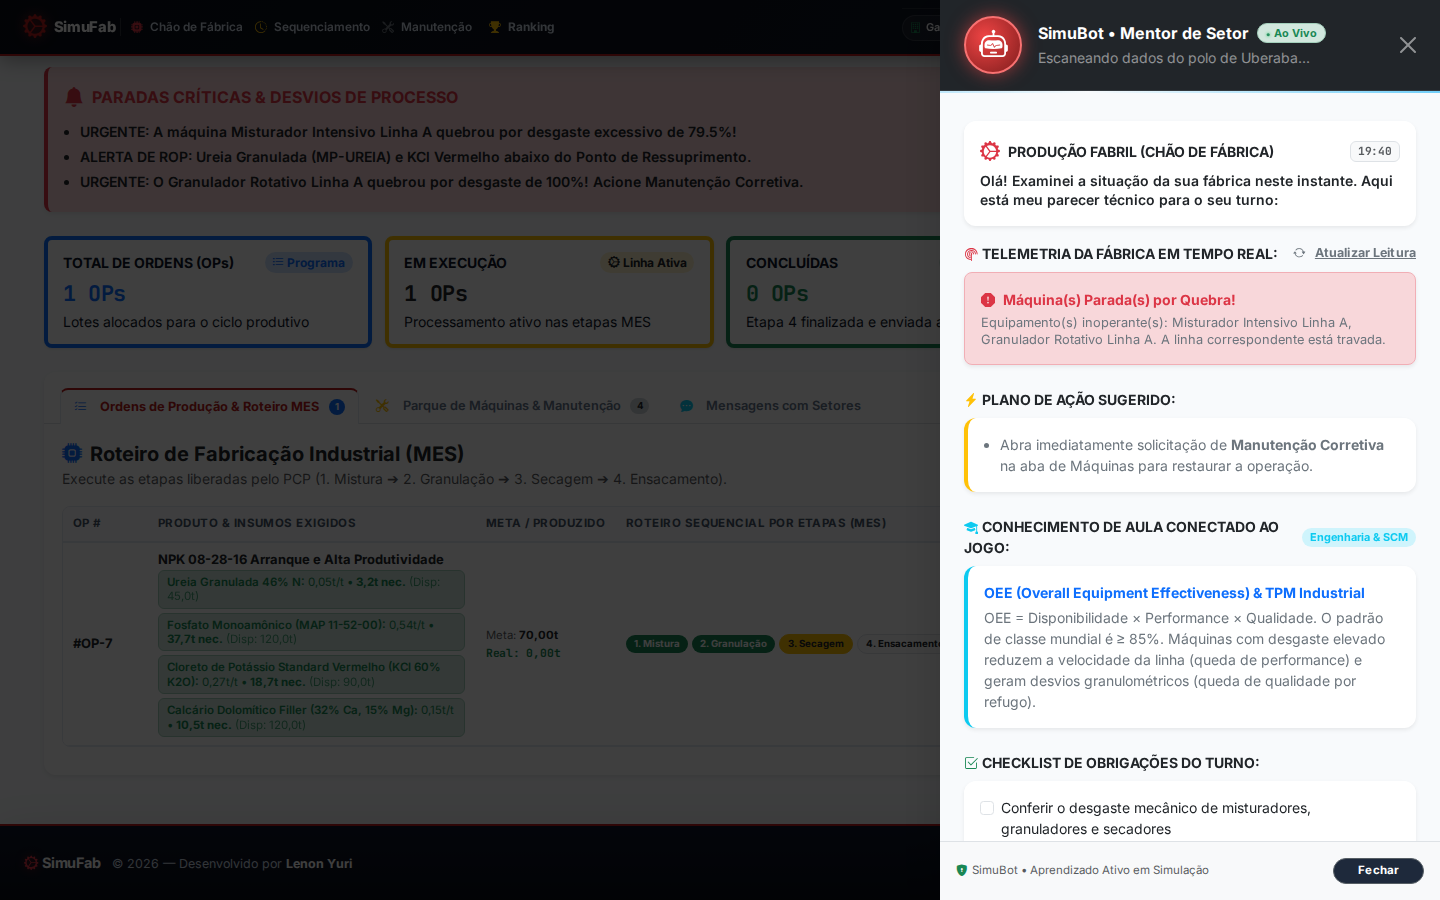 SimuFab
Chão de Fábrica
Sequenciamento
Manutenção
Ranking
Ga
PARADAS CRÍTICAS & DESVIOS DE PROCESSO
• URGENTE: A máquina Misturador Intensivo Linha A quebrou por desgaste excessivo de 79.5%!
• ALERTA DE ROP: Ureia Granulada (MP-UREIA) e KCl Vermelho abaixo do Ponto de Ressuprimento.
• URGENTE: O Granulador Rotativo Linha A quebrou por desgaste de 100%! Acione Manutenção Corretiva.
TOTAL DE ORDENS (OPs)
Programa
1 OPs
Lotes alocados para o ciclo produtivo
EM EXECUÇÃO
Linha Ativa
1 OPs
Processamento ativo nas etapas MES
CONCLUÍDAS
0 OPs
Etapa 4 finalizada e enviada a
Ordens de Produção & Roteiro MES 1
Parque de Máquinas & Manutenção 4
Mensagens com Setores
Roteiro de Fabricação Industrial (MES)
Execute as etapas liberadas pelo PCP (1. Mistura → 2. Granulação → 3. Secagem → 4. Ensacamento).
OP #
PRODUTO & INSUMOS EXIGIDOS
META / PRODUZIDO
ROTEIRO SEQUENCIAL POR ETAPAS (MES)
#OP-7
NPK 08-28-16 Arranque e Alta Produtividade
Ureia Granulada 46% N: 0,05t/t • 3,2t nec. (Disp:
45,0t)
Fosfato Monoamônico (MAP 11-52-00): 0,54t/t •
37,7t nec. (Disp: 120,0t)
Cloreto de Potássio Standard Vermelho (KCl 60%
K2O): 0,27t/t • 18,7t nec. (Disp: 90,0t)
Calcário Dolomítico Filler (32% Ca, 15% Mg): 0,15t/t
• 10,5t nec. (Disp: 120,0t)
Meta: 70,00t
Real: 0,00t
1. Mistura
2. Granulação
3. Secagem
4. Ensacamento
SimuFab © 2026 — Desenvolvido por Lenon Yuri
SimuBot • Mentor de Setor
• Ao Vivo
Escaneando dados do polo de Uberaba...
PRODUÇÃO FABRIL (CHÃO DE FÁBRICA)
19:40
Olá! Examinei a situação da sua fábrica neste instante. Aqui
está meu parecer técnico para o seu turno:
TELEMETRIA DA FÁBRICA EM TEMPO REAL:
Atualizar Leitura
Máquina(s) Parada(s) por Quebra!
Equipamento(s) inoperante(s): Misturador Intensivo Linha A,
Granulador Rotativo Linha A. A linha correspondente está travada.
PLANO DE AÇÃO SUGERIDO:
• Abra imediatamente solicitação de Manutenção Corretiva
na aba de Máquinas para restaurar a operação.
CONHECIMENTO DE AULA CONECTADO AO
JOGO:
Engenharia & SCM
OEE (Overall Equipment Effectiveness) & TPM Industrial
OEE = Disponibilidade × Performance × Qualidade. O padrão
de classe mundial é ≥ 85%. Máquinas com desgaste elevado
reduzem a velocidade da linha (queda de performance) e
geram desvios granulométricos (queda de qualidade por
refugo).
CHECKLIST DE OBRIGAÇÕES DO TURNO:
Conferir o desgaste mecânico de misturadores,
granuladores e secadores
SimuBot • Aprendizado Ativo em Simulação
Fechar